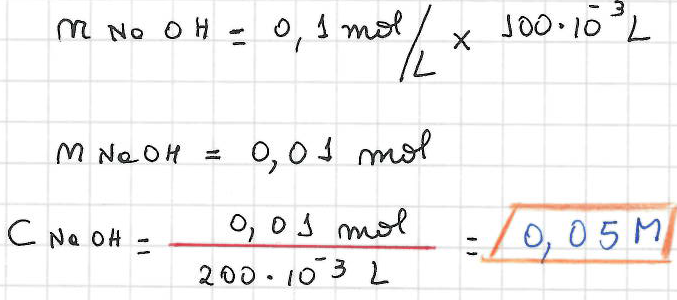 m NaOH = 0,1 mol/L × 100·10⁻³ L
m NaOH = 0,01 mol
C NaOH = 0,01 mol / 200·10⁻³ L = 0,05 M